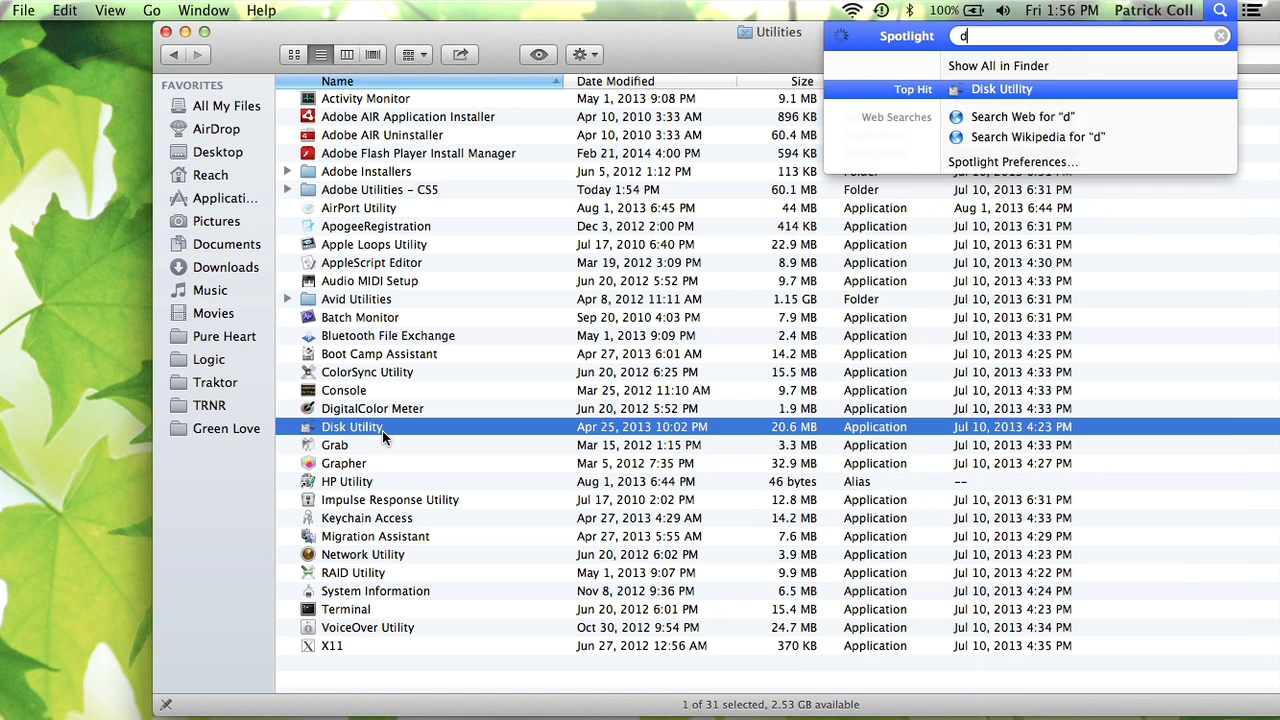 File Edit View Go Window Help 100% Fri 1:56 PM Patrick Coll
Utilities
Spotlight d
Show All in Finder
Top Hit Disk Utility
Web Searches Search Web for "d"
Search Wikipedia for "d"
Spotlight Preferences...
FAVORITES
All My Files
AirDrop
Desktop
Reach
Applicati...
Pictures
Documents
Downloads
Music
Movies
Pure Heart
Logic
Traktor
TRNR
Green Love
Name Date Modified Size
Activity Monitor May 1, 2013 9:08 PM 9.1 MB
Adobe AIR Application Installer Apr 10, 2010 3:33 AM 896 KB
Adobe AIR Uninstaller Apr 10, 2010 3:33 AM 60.4 MB
Adobe Flash Player Install Manager Feb 21, 2014 4:00 PM 594 KB
Adobe Installers Jun 5, 2012 1:12 PM 113 KB Folder Jul 10, 2013 6:31 PM
Adobe Utilities – CS5 Today 1:54 PM 60.1 MB Folder Jul 10, 2013 6:31 PM
AirPort Utility Aug 1, 2013 6:45 PM 44 MB Application Aug 1, 2013 6:44 PM
ApogeeRegistration Dec 3, 2012 2:00 PM 414 KB Application Jul 10, 2013 6:31 PM
Apple Loops Utility Jul 17, 2010 6:40 PM 22.9 MB Application Jul 10, 2013 6:31 PM
AppleScript Editor Mar 19, 2012 3:09 PM 8.9 MB Application Jul 10, 2013 4:33 PM
Audio MIDI Setup Jun 20, 2012 5:52 PM 9.7 MB Application Jul 10, 2013 4:33 PM
Avid Utilities Apr 8, 2012 11:11 AM 1.15 GB Folder Jul 10, 2013 6:31 PM
Batch Monitor Sep 20, 2010 4:03 PM 7.9 MB Application Jul 10, 2013 6:31 PM
Bluetooth File Exchange May 1, 2013 9:09 PM 2.4 MB Application Jul 10, 2013 4:33 PM
Boot Camp Assistant Apr 27, 2013 6:01 AM 14.2 MB Application Jul 10, 2013 4:25 PM
ColorSync Utility Jun 20, 2012 6:25 PM 15.5 MB Application Jul 10, 2013 4:33 PM
Console Mar 25, 2012 11:10 AM 9.7 MB Application Jul 10, 2013 4:33 PM
DigitalColor Meter Jun 20, 2012 5:52 PM 1.9 MB Application Jul 10, 2013 4:33 PM
Disk Utility Apr 25, 2013 10:02 PM 20.6 MB Application Jul 10, 2013 4:23 PM
Grab Mar 15, 2012 1:15 PM 3.3 MB Application Jul 10, 2013 4:33 PM
Grapher Mar 5, 2012 7:35 PM 32.9 MB Application Jul 10, 2013 4:27 PM
HP Utility Aug 1, 2013 6:44 PM 46 bytes Alias --
Impulse Response Utility Jul 17, 2010 2:02 PM 12.8 MB Application Jul 10, 2013 6:31 PM
Keychain Access Apr 27, 2013 4:29 AM 14.2 MB Application Jul 10, 2013 4:33 PM
Migration Assistant Apr 27, 2013 5:55 AM 7.6 MB Application Jul 10, 2013 4:29 PM
Network Utility Jun 20, 2012 6:02 PM 3.9 MB Application Jul 10, 2013 4:23 PM
RAID Utility May 1, 2013 9:07 PM 9.9 MB Application Jul 10, 2013 4:22 PM
System Information Nov 8, 2012 9:36 PM 6.5 MB Application Jul 10, 2013 4:24 PM
Terminal Jun 20, 2012 6:01 PM 15.4 MB Application Jul 10, 2013 4:23 PM
VoiceOver Utility Oct 30, 2012 9:54 PM 24.7 MB Application Jul 10, 2013 4:33 PM
X11 Jun 27, 2012 12:56 AM 370 KB Application Jul 10, 2013 4:35 PM
1 of 31 selected, 2.53 GB available